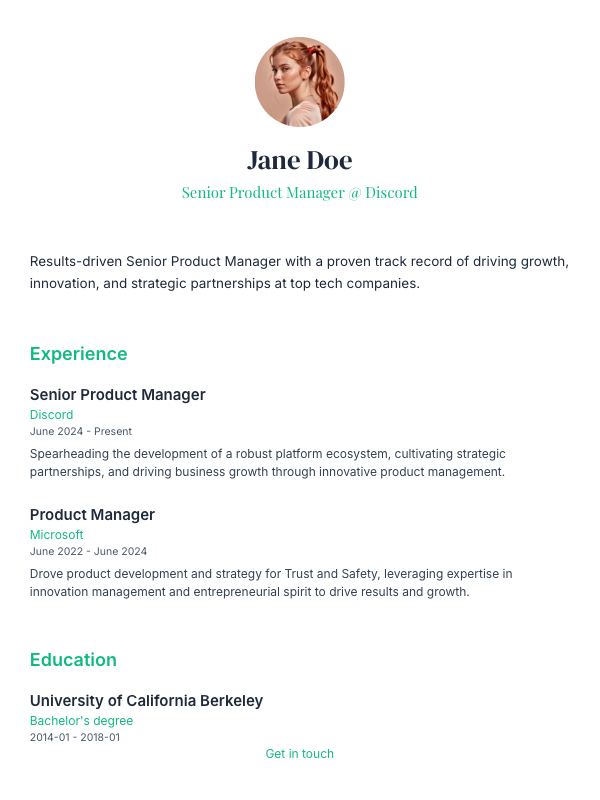 Jane Doe
Senior Product Manager @ Discord
Results-driven Senior Product Manager with a proven track record of driving growth,
innovation, and strategic partnerships at top tech companies.
Experience
Senior Product Manager
Discord
June 2024 - Present
Spearheading the development of a robust platform ecosystem, cultivating strategic
partnerships, and driving business growth through innovative product management.
Product Manager
Microsoft
June 2022 - June 2024
Drove product development and strategy for Trust and Safety, leveraging expertise in
innovation management and entrepreneurial spirit to drive results and growth.
Education
University of California Berkeley
Bachelor's degree
2014-01 - 2018-01
Get in touch